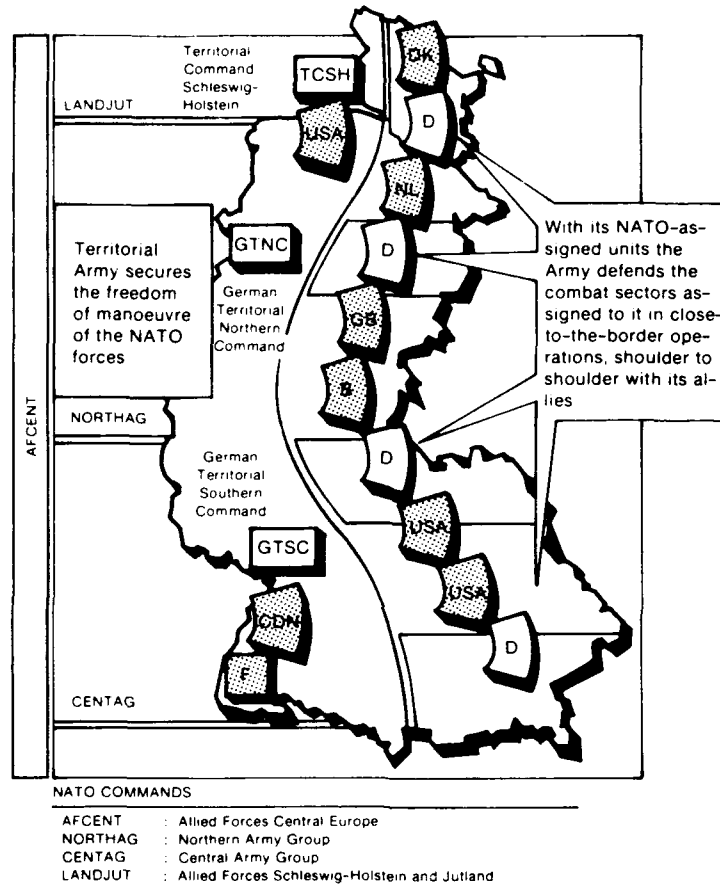 Territorial
Command
Schleswig-
Holstein
TCSH
DK
LANDJUT
USA
D
NL
Territorial
Army secures
the freedom
of manoeuvre
of the NATO
forces
GTNC
D
German
Territorial
Northern
Command
GB
With its NATO-as-
signed units the
Army defends the
combat sectors as-
signed to it in close-
to-the-border ope-
rations, shoulder to
shoulder with its al-
lies
B
AFCENT
NORTHAG
D
German
Territorial
Southern
Command
USA
GTSC
USA
CDN
D
F
CENTAG
NATO COMMANDS
AFCENT : Allied Forces Central Europe
NORTHAG : Northern Army Group
CENTAG : Central Army Group
LANDJUT : Allied Forces Schleswig-Holstein and Jutland